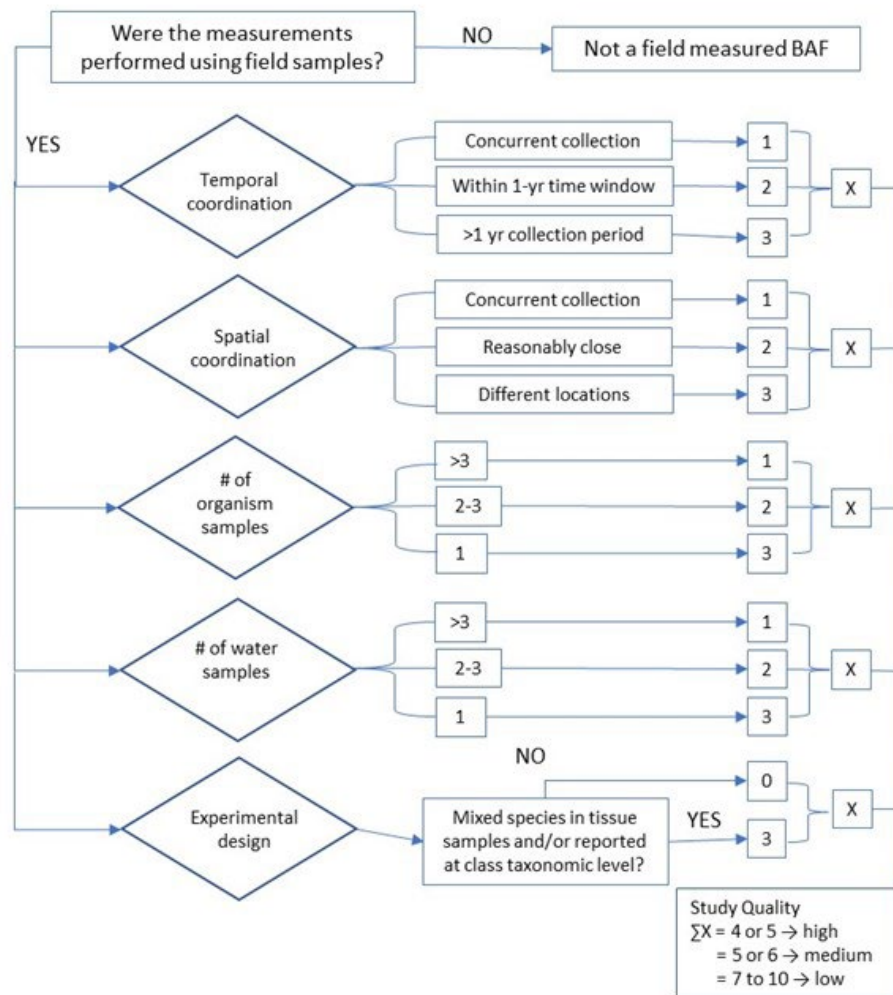 Were the measurements
performed using field samples?
NO
Not a field measured BAF
YES
Temporal
coordination
Concurrent collection
1
Within 1-yr time window
2
>1 yr collection period
3
X
Spatial
coordination
Concurrent collection
1
Reasonably close
2
Different locations
3
X
# of
organism
samples
>3
1
2-3
2
1
3
X
# of water
samples
>3
1
2-3
2
1
3
X
Experimental
design
NO
0
Mixed species in tissue
samples and/or reported
at class taxonomic level?
YES
3
X
Study Quality
∑X = 4 or 5 → high
= 5 or 6 → medium
= 7 to 10 → low